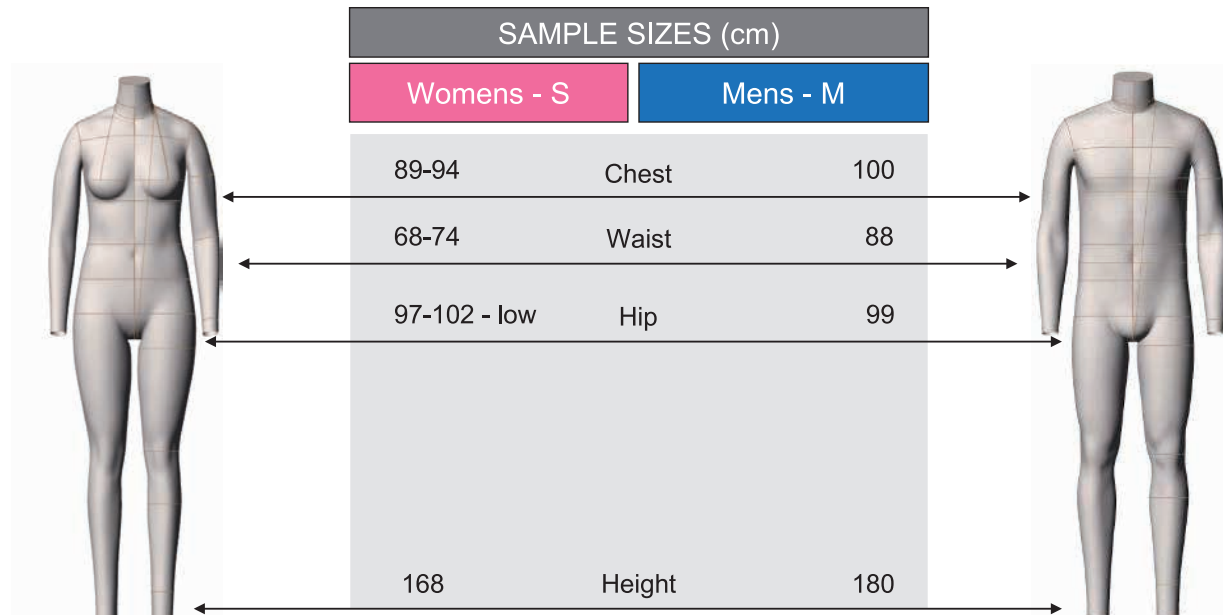 SAMPLE SIZES (cm)
Womens - S Mens - M
89-94 Chest 100
68-74 Waist 88
97-102 - low Hip 99
168 Height 180